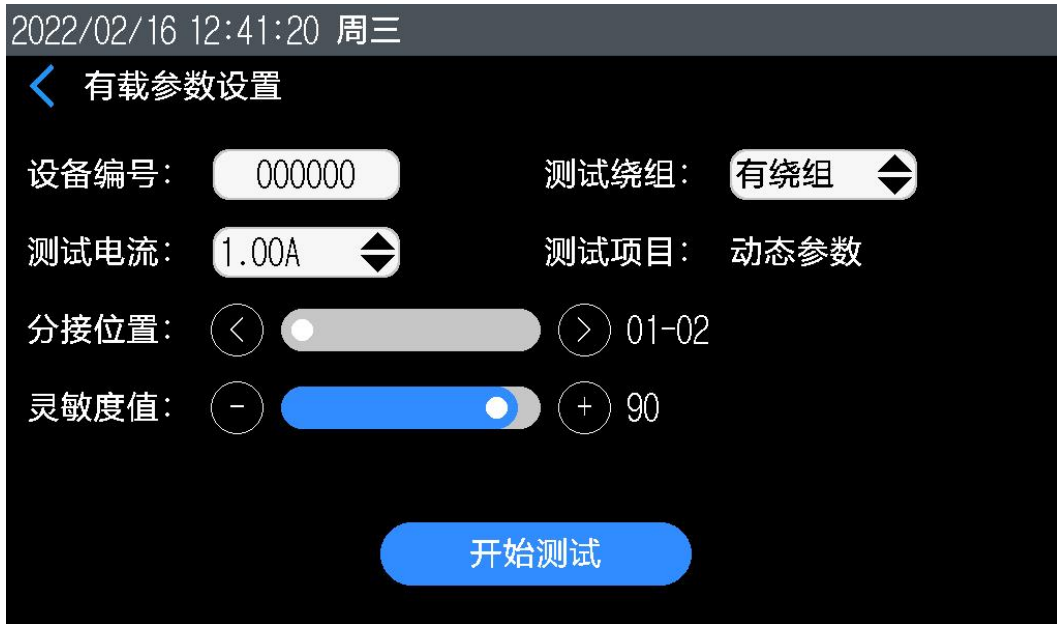 2022/02/16 12:41:20 周三
有载参数设置
设备编号： 000000 测试绕组： 有绕组
测试电流： 1.00A 测试项目： 动态参数
分接位置： < > 01-02
灵敏度值： - + 90
开始测试